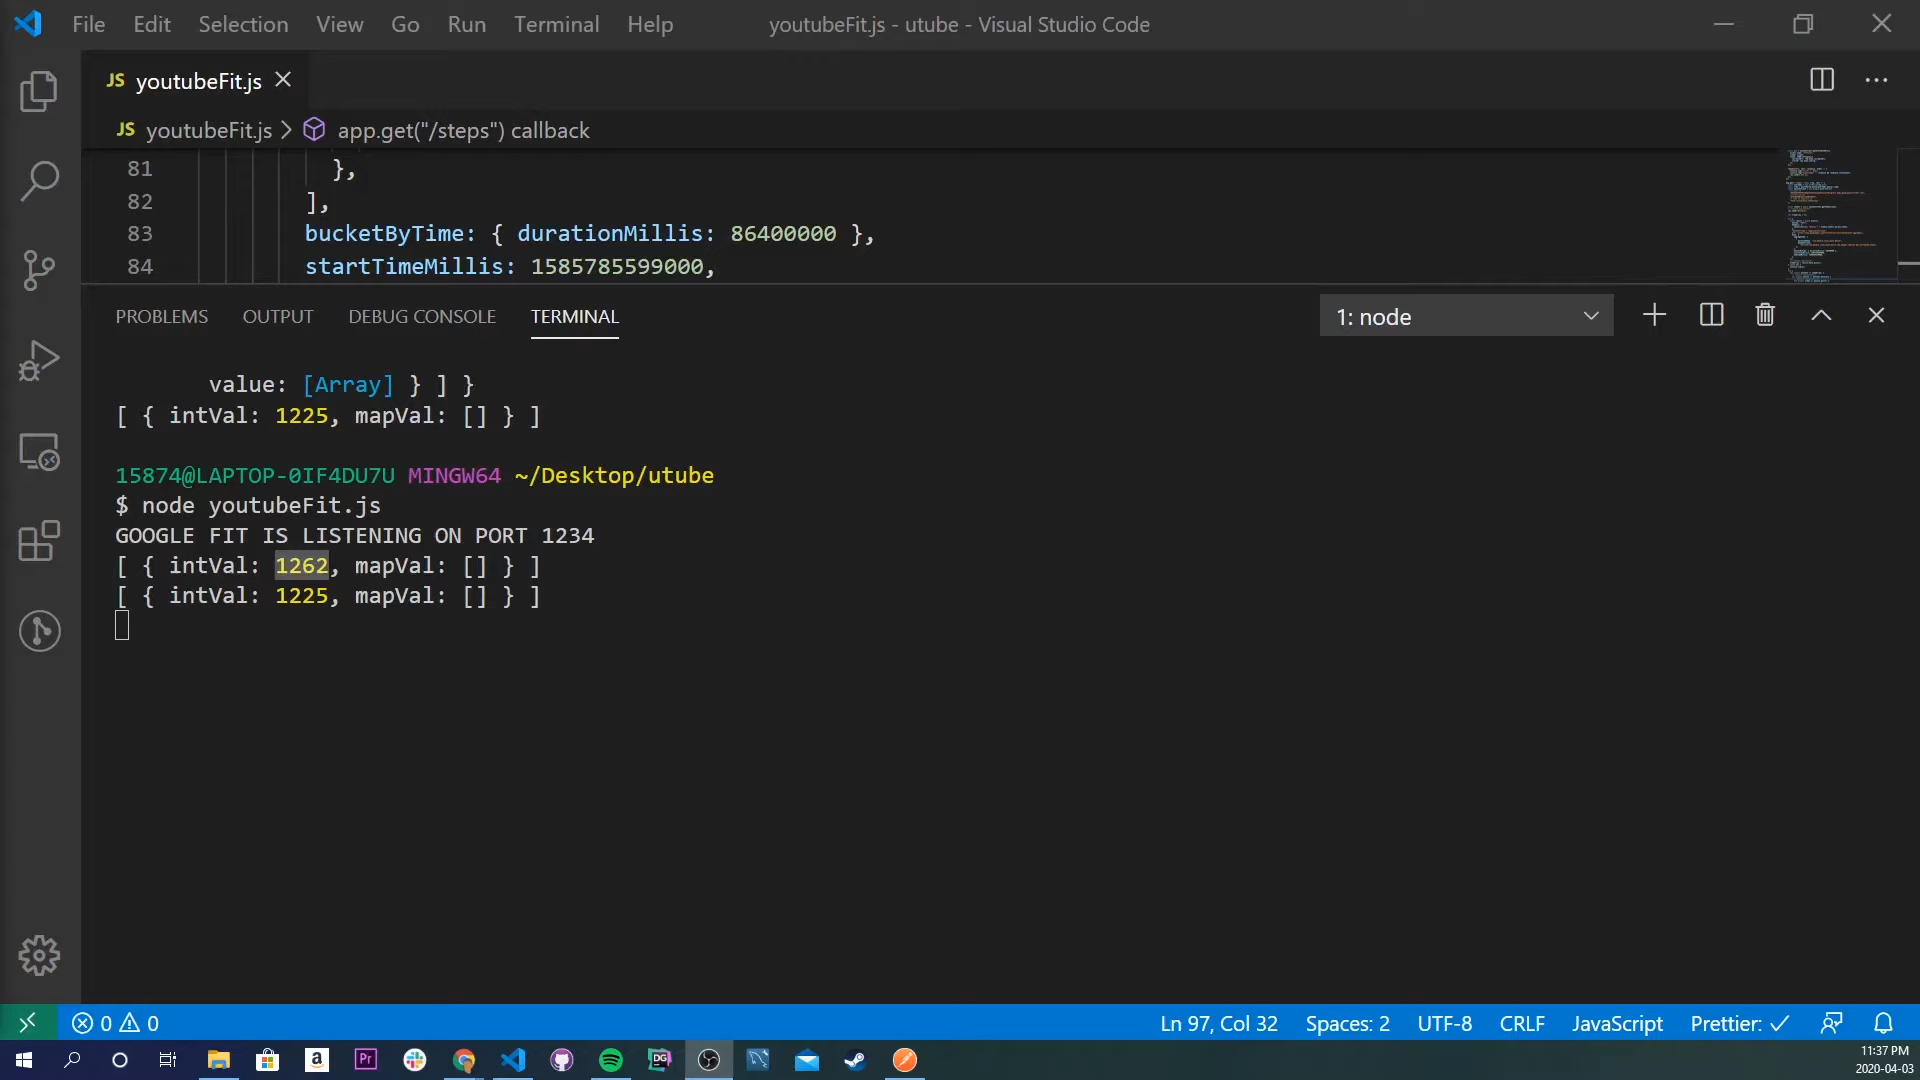 File Edit Selection View Go Run Terminal Help youtubeFit.js - utube - Visual Studio Code
JS youtubeFit.js
JS youtubeFit.js > app.get("/steps") callback
81 },
82 ],
83 bucketByTime: { durationMillis: 86400000 },
84 startTimeMillis: 1585785599000,
PROBLEMS OUTPUT DEBUG CONSOLE TERMINAL 1: node
value: [Array] } ] }
[ { intVal: 1225, mapVal: [] } ]
15874@LAPTOP-0IF4DU7U MINGW64 ~/Desktop/utube
$ node youtubeFit.js
GOOGLE FIT IS LISTENING ON PORT 1234
[ { intVal: 1262, mapVal: [] } ]
[ { intVal: 1225, mapVal: [] } ]
0 0 Ln 97, Col 32 Spaces: 2 UTF-8 CRLF JavaScript Prettier: ✓
a Pr DG
11:37 PM
2020-04-03